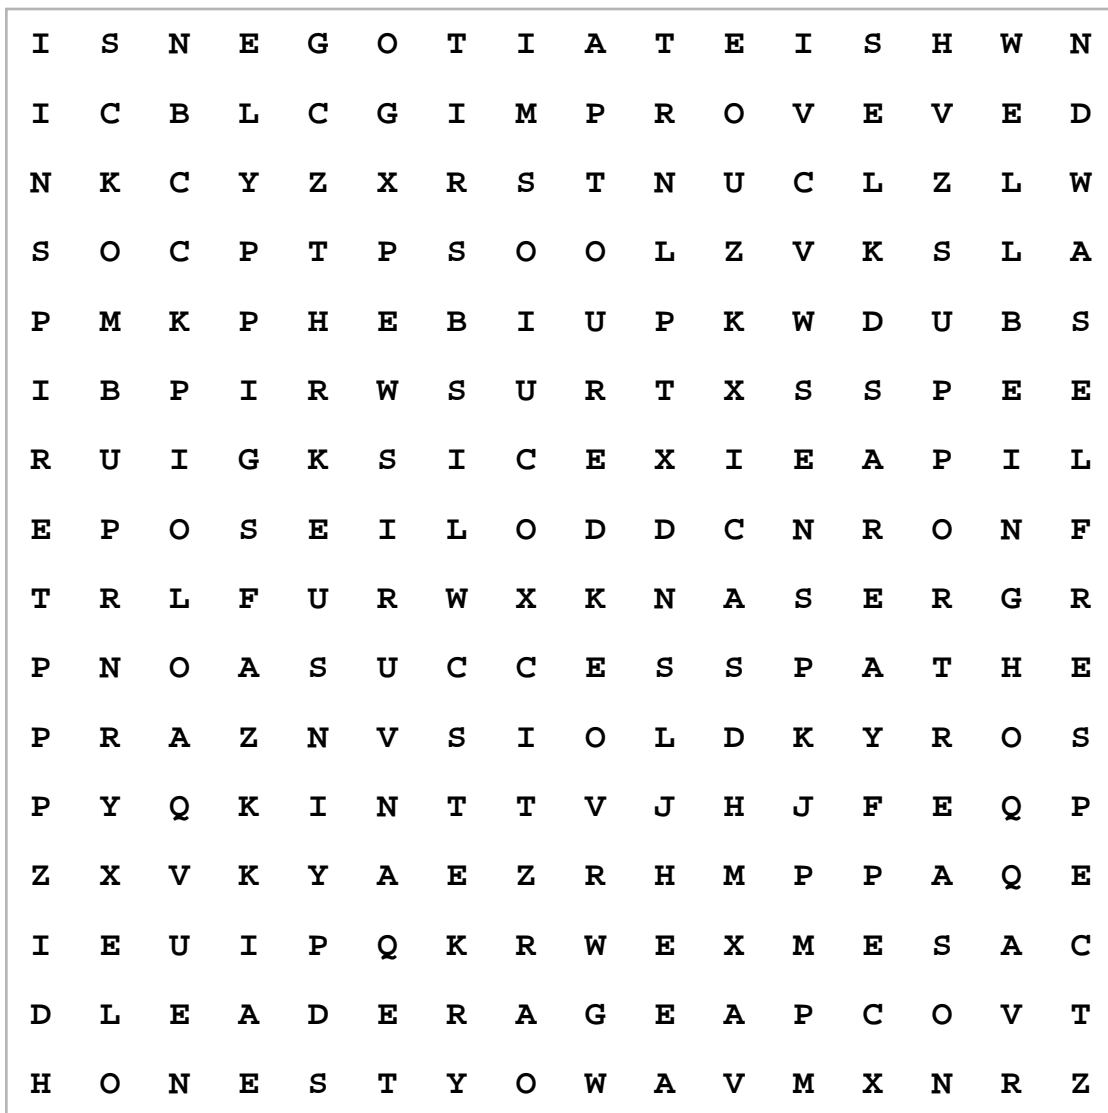 I S N E G O T I A T E I S H W N
I C B L C G I M P R O V E V E D
N K C Y Z X R S T N U C L Z L W
S O C P T P S O O L Z V K S L A
P M K P H E B I U P K W D U B S
I B P I R W S U R T X S S P E E
R U I G K S I C E X I E A P I L
E P O S E I L O D D C N R O N F
T R L F U R W X K N A S E R G R
P N O A S U C C E S S P A T H E
P R A Z N V S I O L D K Y R O S
P Y Q K I N T T V J H J F E Q P
Z X V K Y A E Z R H M P P A Q E
I E U I P Q K R W E X M E S A C
D L E A D E R A G E A P C O V T
H O N E S T Y O W A V M X N R Z